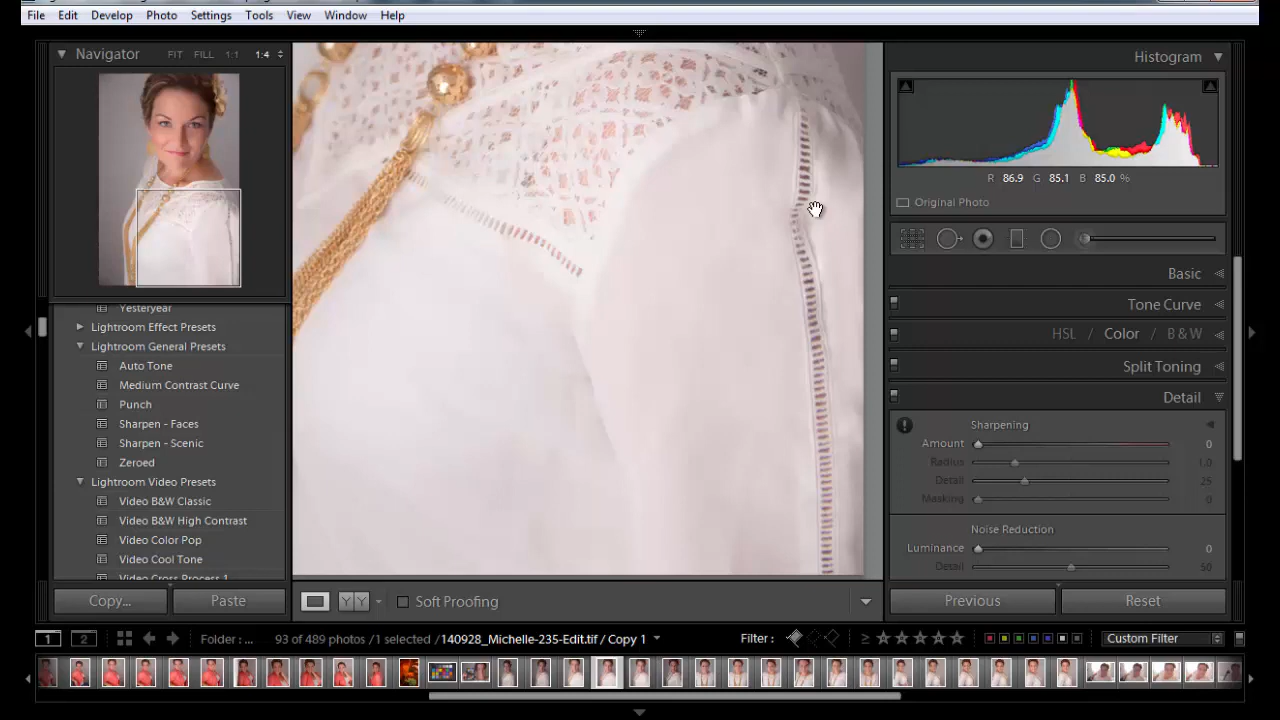 File Edit Develop Photo Settings Tools View Window Help
Navigator FIT FILL 1:1 1:4
Histogram
R 86.9 G 85.1 B 85.0 %
Original Photo
Basic
Tone Curve
HSL / Color / B & W
Split Toning
Detail
Sharpening
Amount 0
Radius 1.0
Detail 25
Masking 0
Noise Reduction
Luminance 0
Detail 50
Yesteryear
Lightroom Effect Presets
Lightroom General Presets
Auto Tone
Medium Contrast Curve
Punch
Sharpen - Faces
Sharpen - Scenic
Zeroed
Lightroom Video Presets
Video B&W Classic
Video B&W High Contrast
Video Color Pop
Video Cool Tone
Video Cross Process 1
Copy... Paste
YY Soft Proofing
Previous Reset
1 2 Folder : 93 of 489 photos /1 selected /140928_Michelle-235-Edit.tif / Copy 1 Filter : Custom Filter